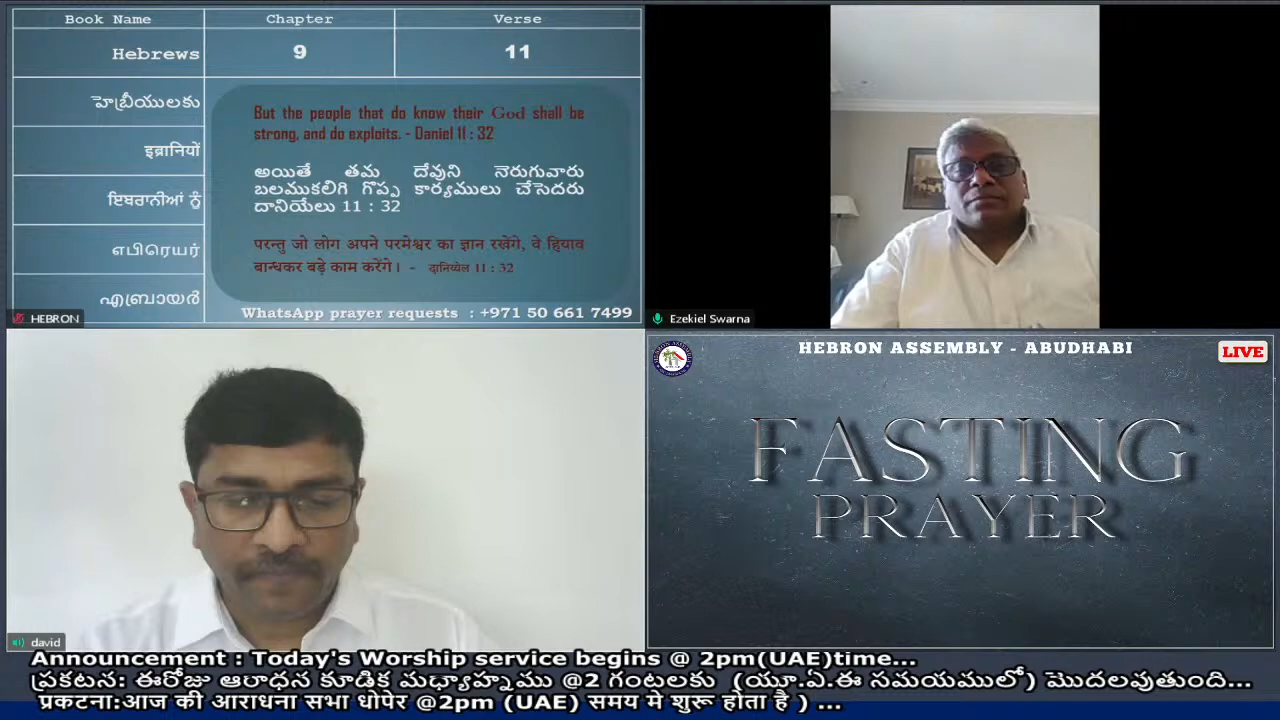 Book Name Chapter Verse
Hebrews 9 11
హెబ్రీయులకు
इब्रानियों
ਇਬਰਾਨੀਆਂ ਨੂੰ
எபிரெயர்
എബ്രായർ
But the people that do know their God shall be
strong, and do exploits. - Daniel 11 : 32
అయితే తమ దేవుని నెరుగువారు
బలముకలిగి గొప్ప కార్యములు చేసెదరు
దానియేలు 11 : 32
परन्तु जो लोग अपने परमेश्वर का ज्ञान रखेंगे, वे हियाव
बान्धकर बड़े काम करेंगे। - दानिय्येल 11 : 32
WhatsApp prayer requests : +971 50 661 7499
HEBRON
Ezekiel Swarna
david
HEBRON ASSEMBLY - ABUDHABI
LIVE
FASTING
PRAYER
Announcement : Today's Worship service begins @ 2pm(UAE)time...
ప్రకటన: ఈరోజు ఆరాధన కూడిక మధ్యాహ్నము @2 గంటలకు (యూ.ఏ.ఈ సమయములో) మొదలవుతుంది...
प्रकटना:आज की आराधना सभा धोपेर @2pm (UAE) समय मे शुरू होता है ) ...